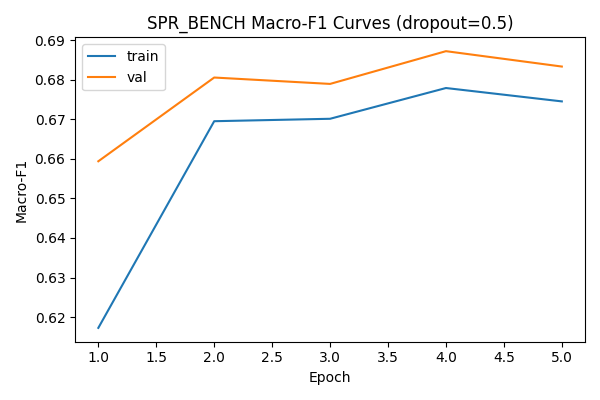 SPR_BENCH Macro-F1 Curves (dropout=0.5)
train
val
Macro-F1
0.69
0.68
0.67
0.66
0.65
0.64
0.63
0.62
1.0 1.5 2.0 2.5 3.0 3.5 4.0 4.5 5.0
Epoch